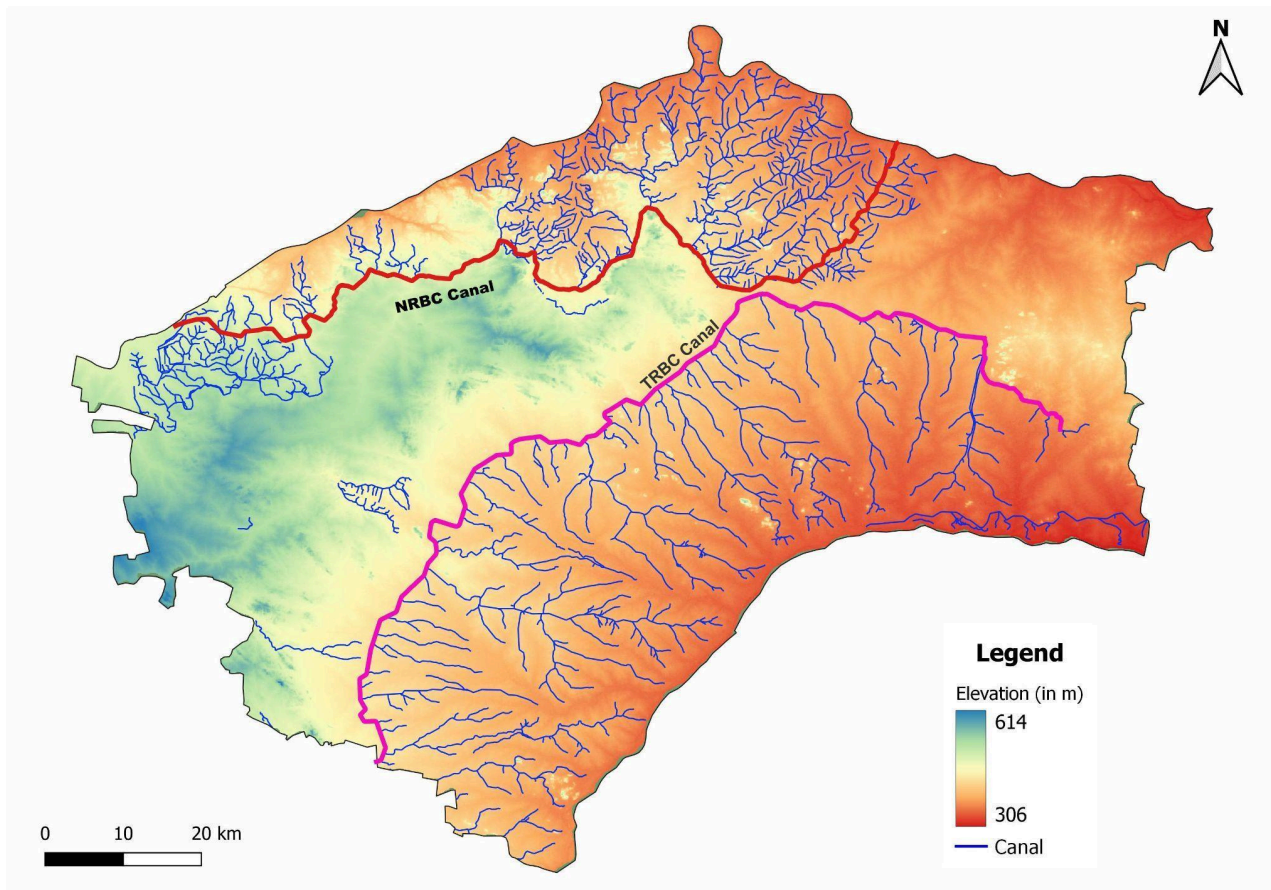 N
NRBC Canal
TRBC Canal
Legend
Elevation (in m)
614
306
Canal
0 10 20 km